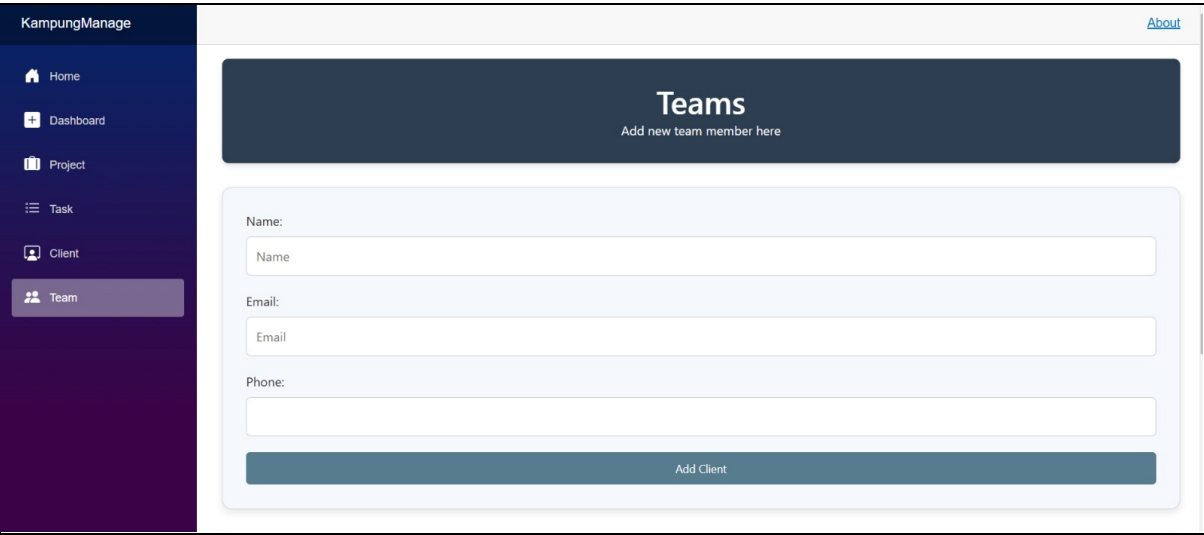 KampungManage
About
Home
Dashboard
Project
Task
Client
Team
Teams
Add new team member here
Name:
Name
Email:
Email
Phone:
Add Client